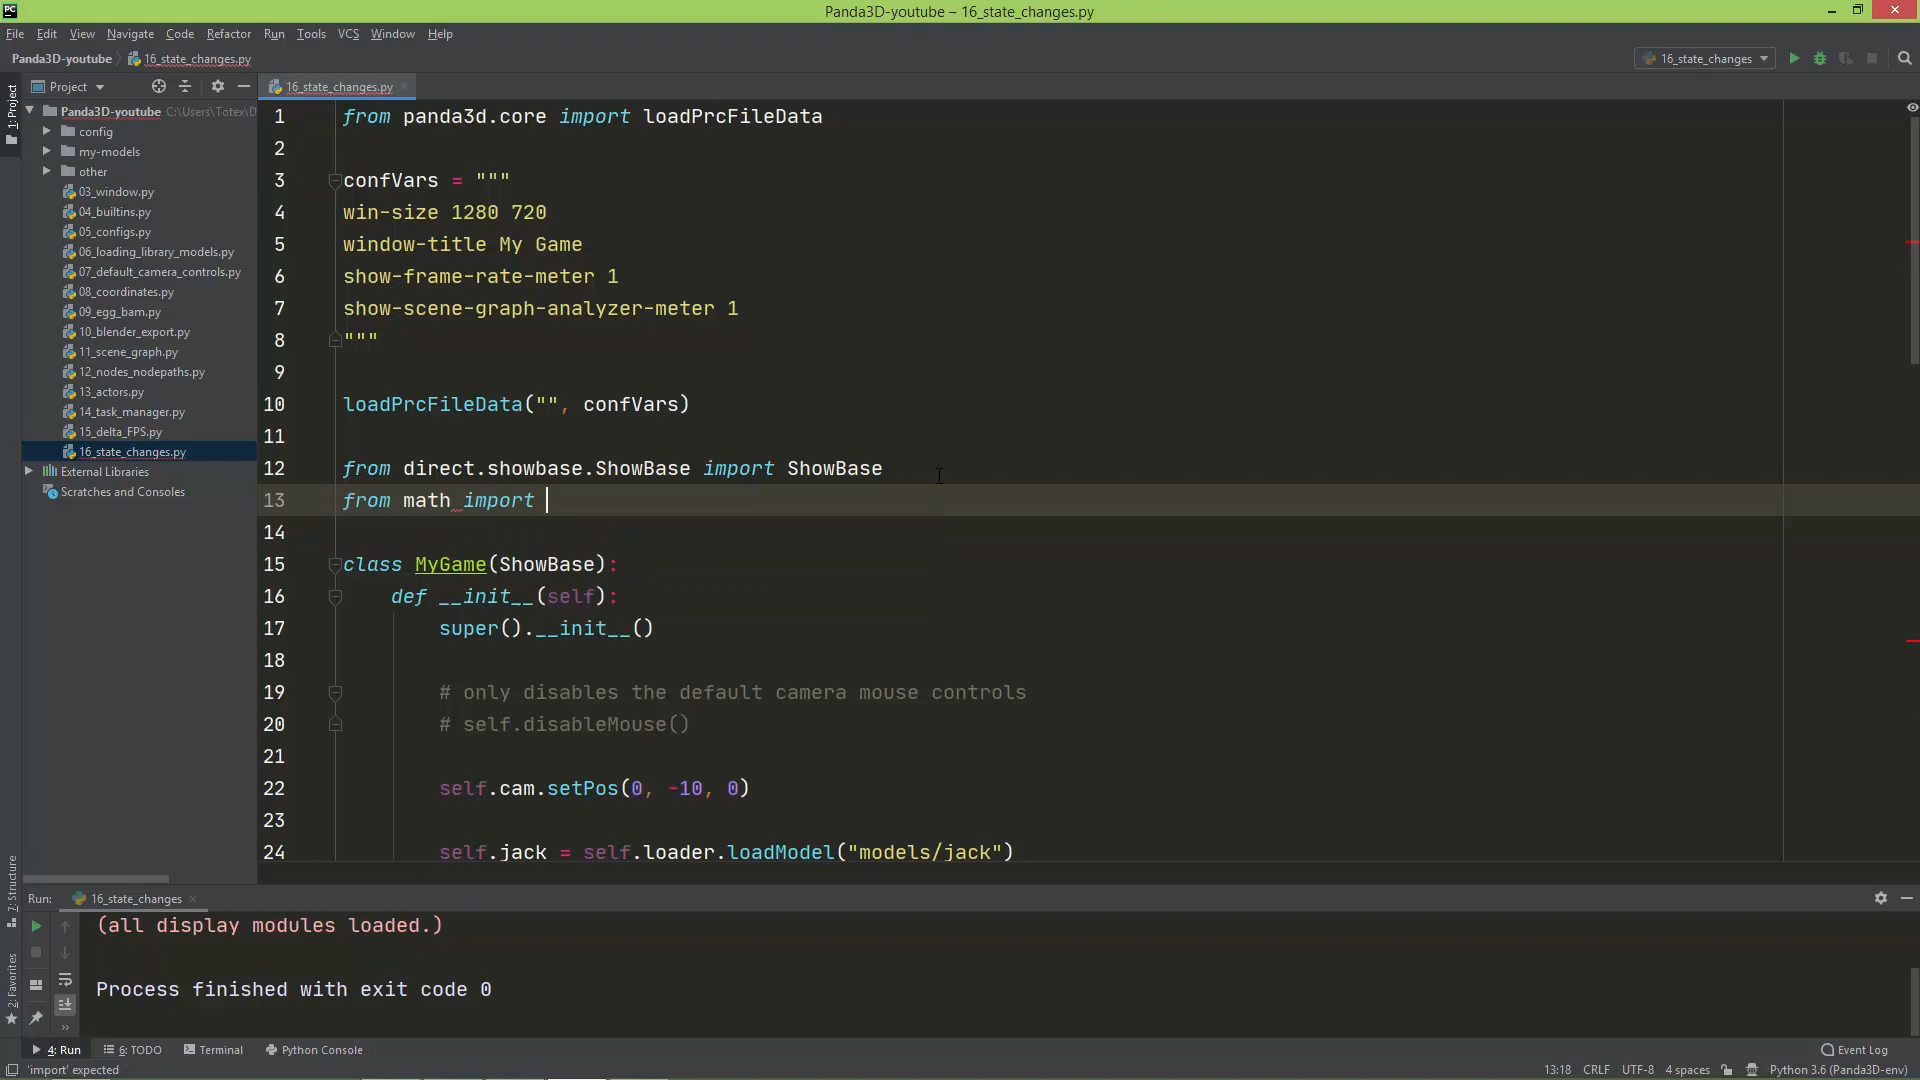 Panda3D-youtube – 16_state_changes.py
File Edit View Navigate Code Refactor Run Tools VCS Window Help
Panda3D-youtube 16_state_changes.py 16_state_changes
Project 16_state_changes.py
1: Project
Panda3D-youtube C:\Users\Totex\D
config
my-models
other
03_window.py
04_builtins.py
05_configs.py
06_loading_library_models.py
07_default_camera_controls.py
08_coordinates.py
09_egg_bam.py
10_blender_export.py
11_scene_graph.py
12_nodes_nodepaths.py
13_actors.py
14_task_manager.py
15_delta_FPS.py
16_state_changes.py
External Libraries
Scratches and Consoles
1 from panda3d.core import loadPrcFileData
2
3 confVars = """
4 win-size 1280 720
5 window-title My Game
6 show-frame-rate-meter 1
7 show-scene-graph-analyzer-meter 1
8 """
9
10 loadPrcFileData("", confVars)
11
12 from direct.showbase.ShowBase import ShowBase
13 from math import
14
15 class MyGame(ShowBase):
16 def __init__(self):
17 super().__init__()
18
19 # only disables the default camera mouse controls
20 # self.disableMouse()
21
22 self.cam.setPos(0, -10, 0)
23
24 self.jack = self.loader.loadModel("models/jack")
7: Structure
2: Favorites
Run: 16_state_changes
(all display modules loaded.)
Process finished with exit code 0
4: Run 6: TODO Terminal Python Console Event Log
'import' expected 13:18 CRLF UTF-8 4 spaces Python 3.6 (Panda3D-env)